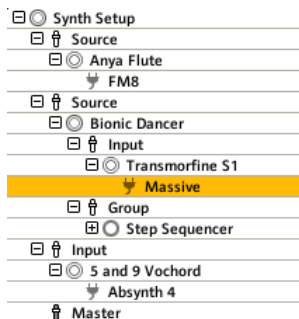 Synth Setup
Source
Anya Flute
FM8
Source
Bionic Dancer
Input
Transmorfine S1
Massive
Group
Step Sequencer
Input
5 and 9 Vochord
Absynth 4
Master